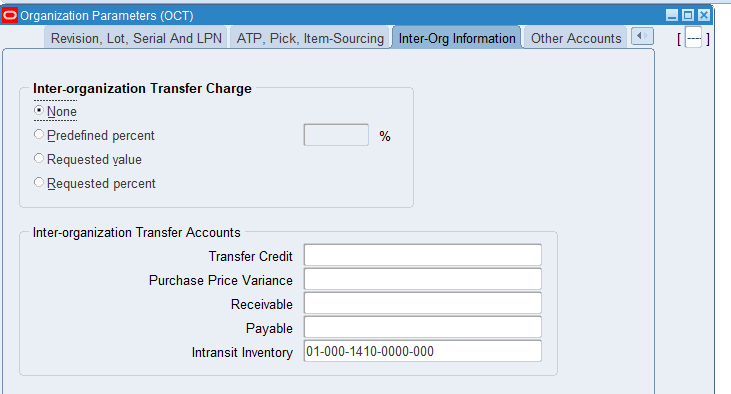 Organization Parameters (OCT)
Revision, Lot, Serial And LPN ATP, Pick, Item-Sourcing Inter-Org Information Other Accounts [ ---- ]
Inter-organization Transfer Charge
None
Predefined percent %
Requested value
Requested percent
Inter-organization Transfer Accounts
Transfer Credit
Purchase Price Variance
Receivable
Payable
Intransit Inventory 01-000-1410-0000-000